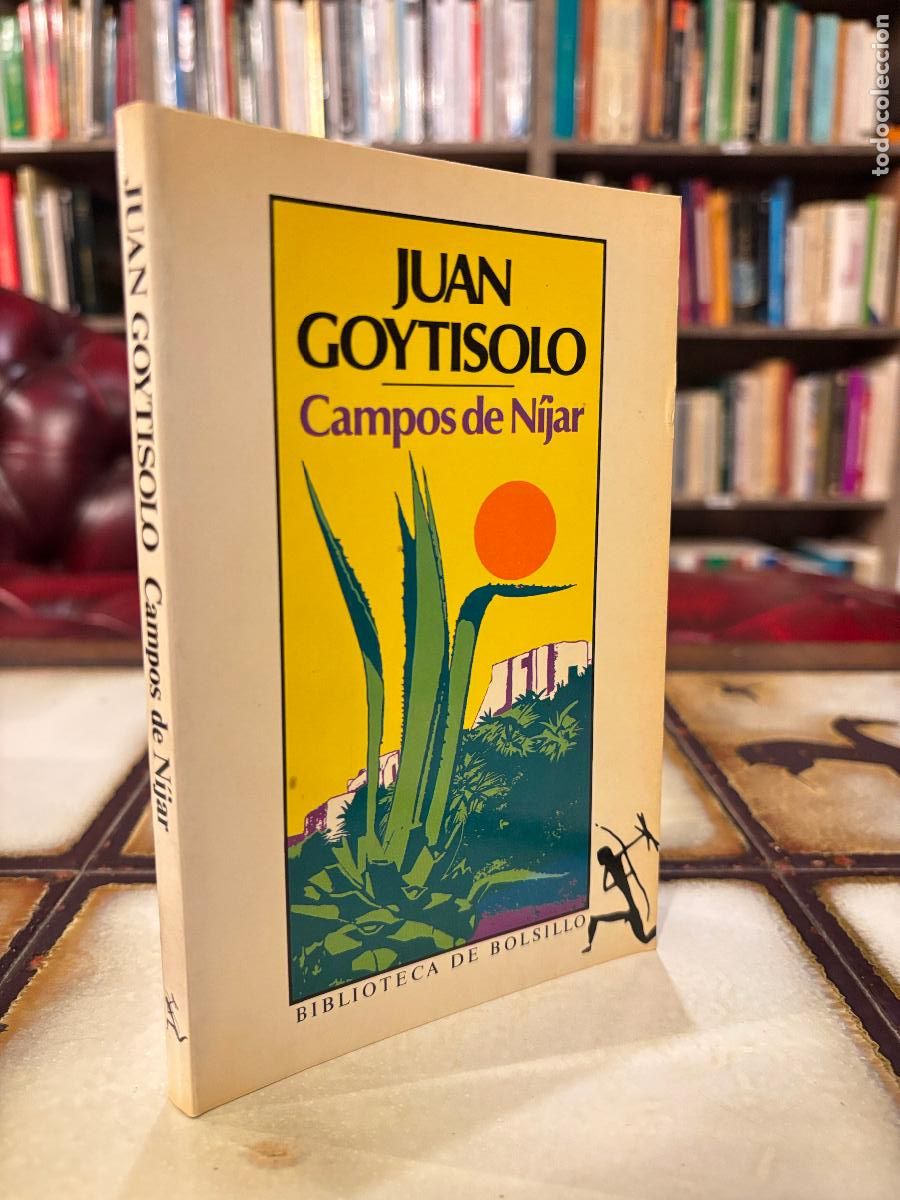 JUAN GOYTISOLO Campos de Níjar
JUAN
GOYTISOLO
Campos de Níjar
BIBLIOTECA DE BOLSILLO
todocoleccion